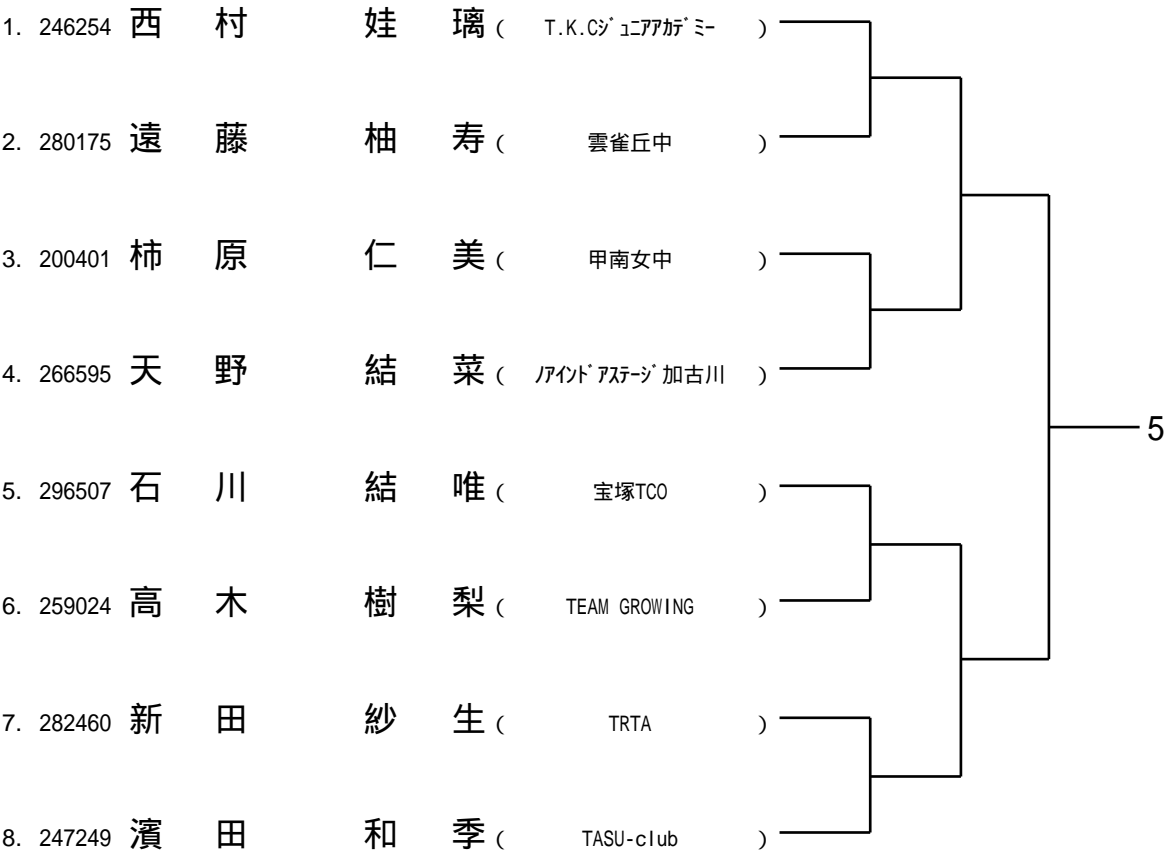 1. 246254 西 村 娃 璃 ( T.K.Cｼﾞｭﾆｱｱｶﾃﾞﾐｰ )
2. 280175 遠 藤 柚 寿 ( 雲雀丘中 )
3. 200401 柿 原 仁 美 ( 甲南女中 )
4. 266595 天 野 結 菜 ( ﾉｱｲﾝﾄﾞｱｽﾃｰｼﾞ加古川 )
5
5. 296507 石 川 結 唯 ( 宝塚TCO )
6. 259024 高 木 樹 梨 ( TEAM GROWING )
7. 282460 新 田 紗 生 ( TRTA )
8. 247249 濱 田 和 季 ( TASU-club )